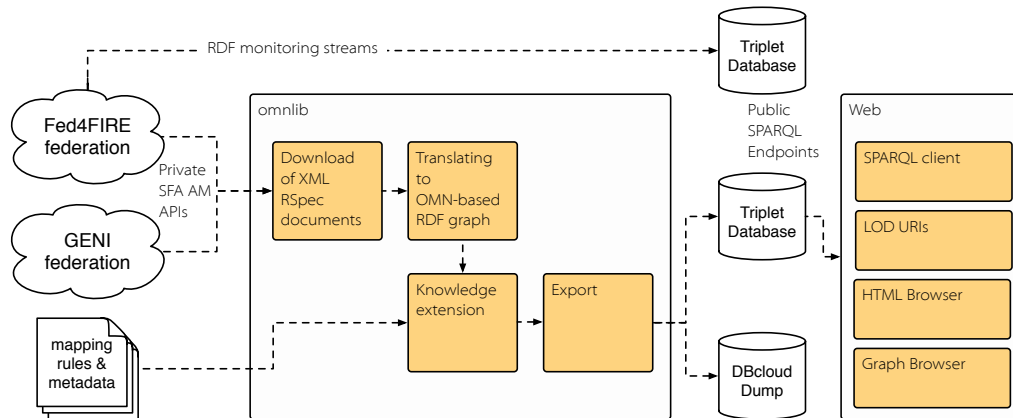 RDF monitoring streams
Triplet
Database
Fed4FIRE
federation
Private
SFA AM
APIs
GENI
federation
mapping
rules &
metadata
omnlib
Download
of XML
RSpec
documents
Translating
to
OMN-based
RDF graph
Knowledge
extension
Export
Public
SPARQL
Endpoints
Triplet
Database
DBcloud
Dump
Web
SPARQL client
LOD URIs
HTML Browser
Graph Browser